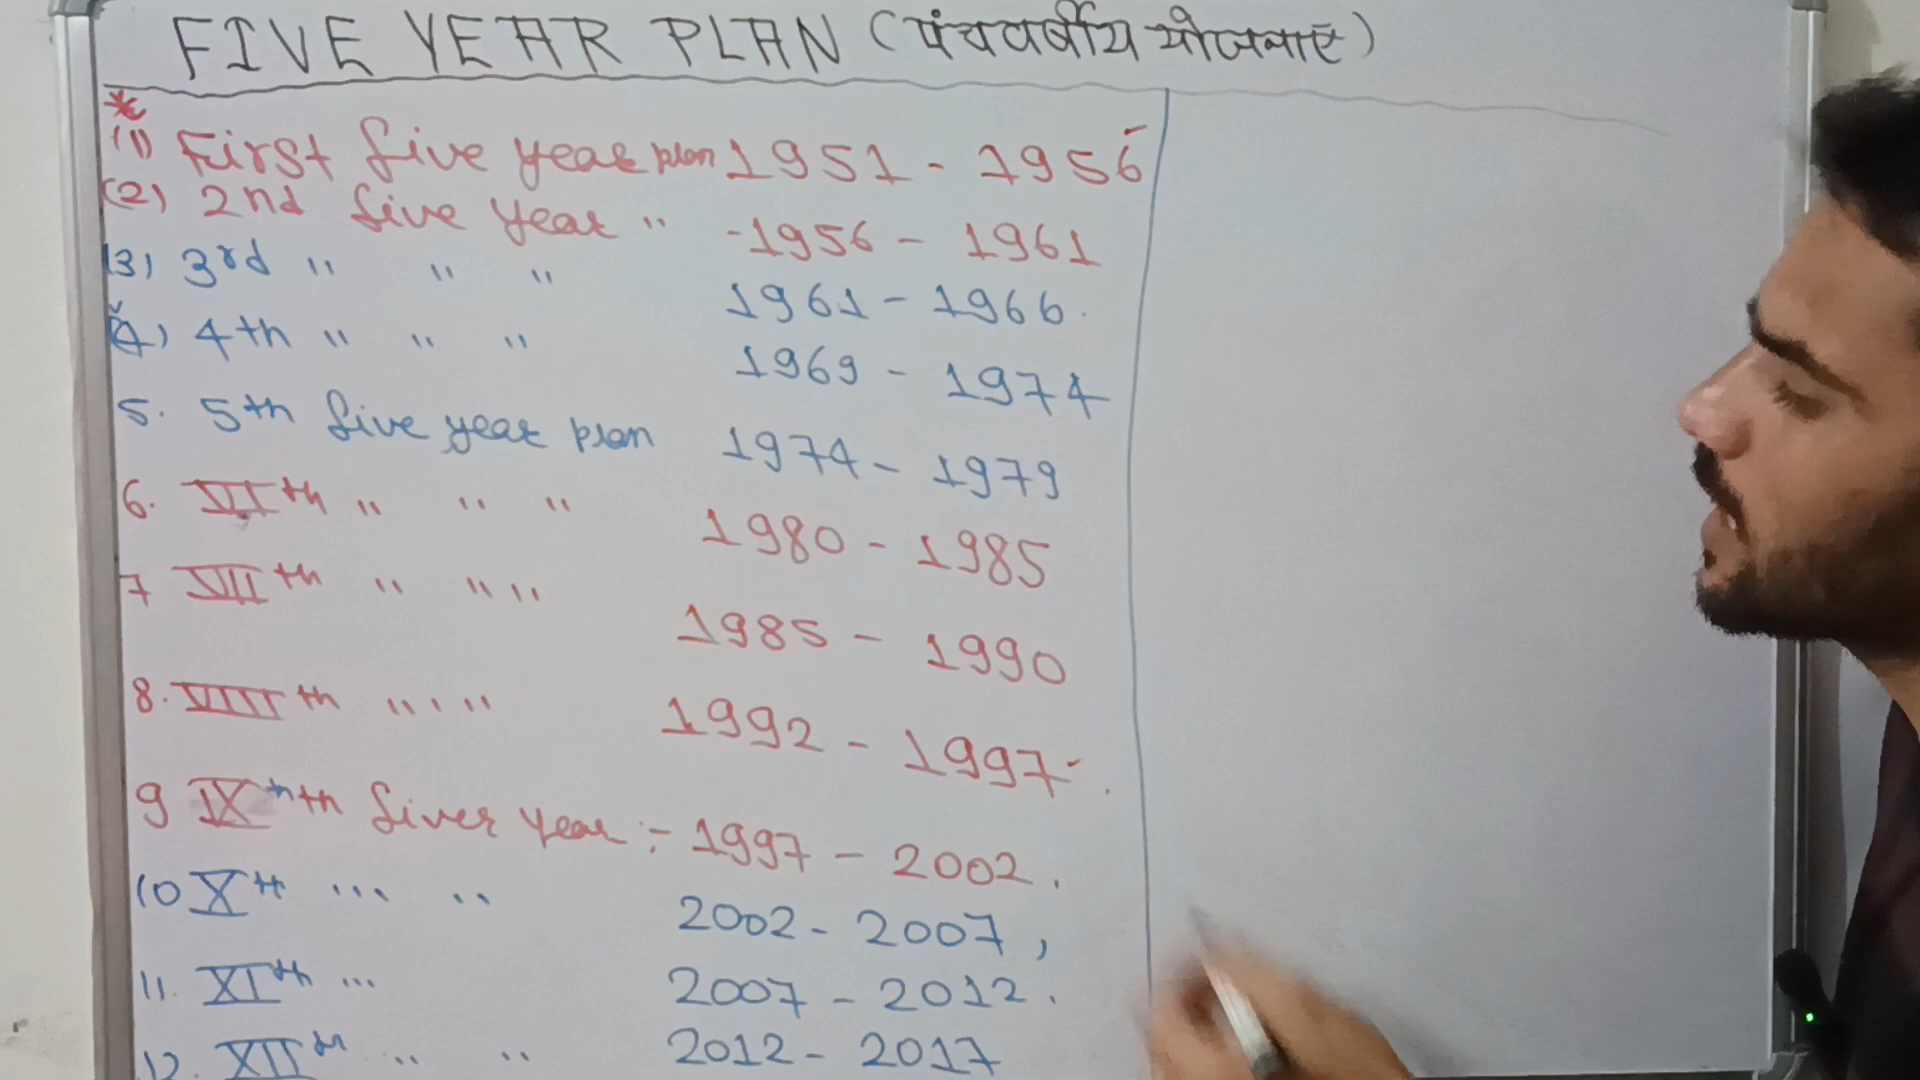 FIVE YEAR PLAN (पंचवर्षीय योजनाएं)
*
(1) First five year plan 1951 - 1956
(2) 2nd five year " - 1956 - 1961
(3) 3rd " " " 1961 - 1966.
(4) 4th " " " 1969 - 1974
5. 5th five year plan 1974 - 1979
6. VIth " " " 1980 - 1985
7 VIIth " " " 1985 - 1990
8. VIIIth " " " 1992 - 1997.
9 IXth fiver year :- 1997 - 2002.
10 Xth ... " 2002 - 2007,
11. XIth ... 2007 - 2012.
12. XIIth " " 2012 - 2017